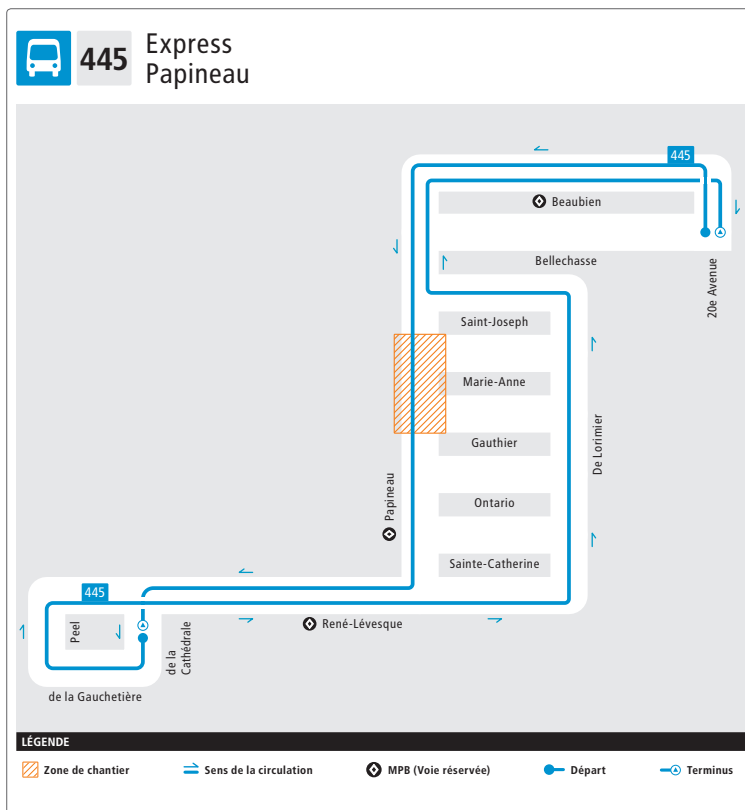 445
Express
Papineau
445
Beaubien
Bellechasse
20e Avenue
Saint-Joseph
Marie-Anne
Gauthier
De Lorimier
Papineau
Ontario
Sainte-Catherine
445
René-Lévesque
Peel
de la
Cathédrale
de la Gauchetière
LÉGENDE
Zone de chantier
Sens de la circulation
MPB (Voie réservée)
Départ
Terminus